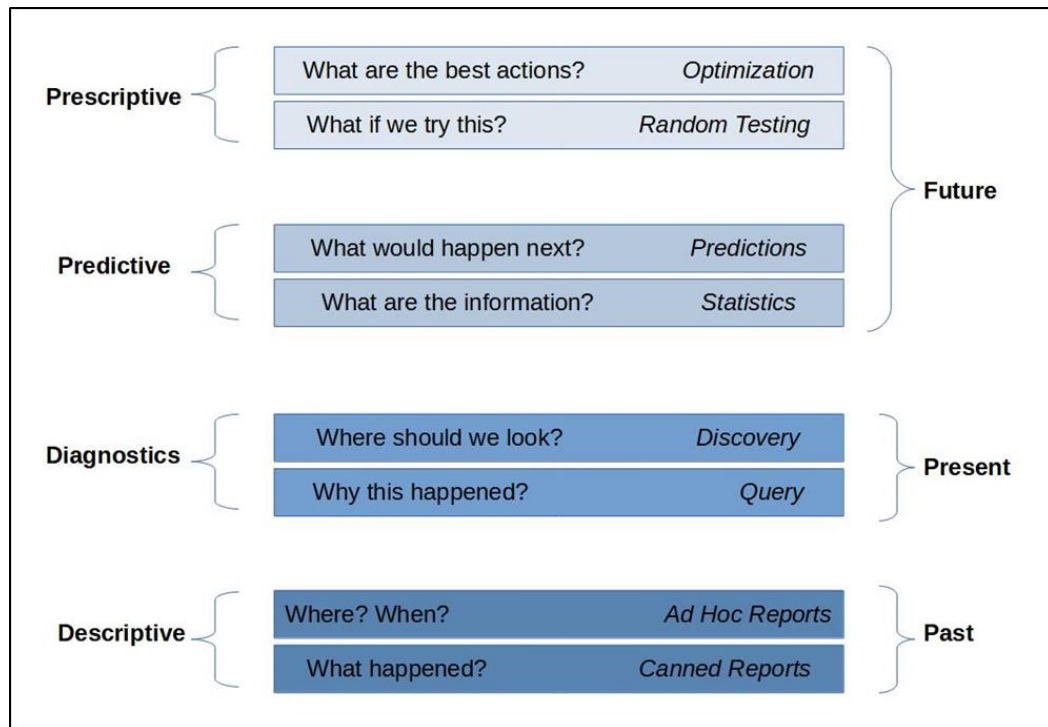 Prescriptive
What are the best actions? Optimization
What if we try this? Random Testing
Future
Predictive
What would happen next? Predictions
What are the information? Statistics
Diagnostics
Where should we look? Discovery
Why this happened? Query
Present
Descriptive
Where? When? Ad Hoc Reports
What happened? Canned Reports
Past